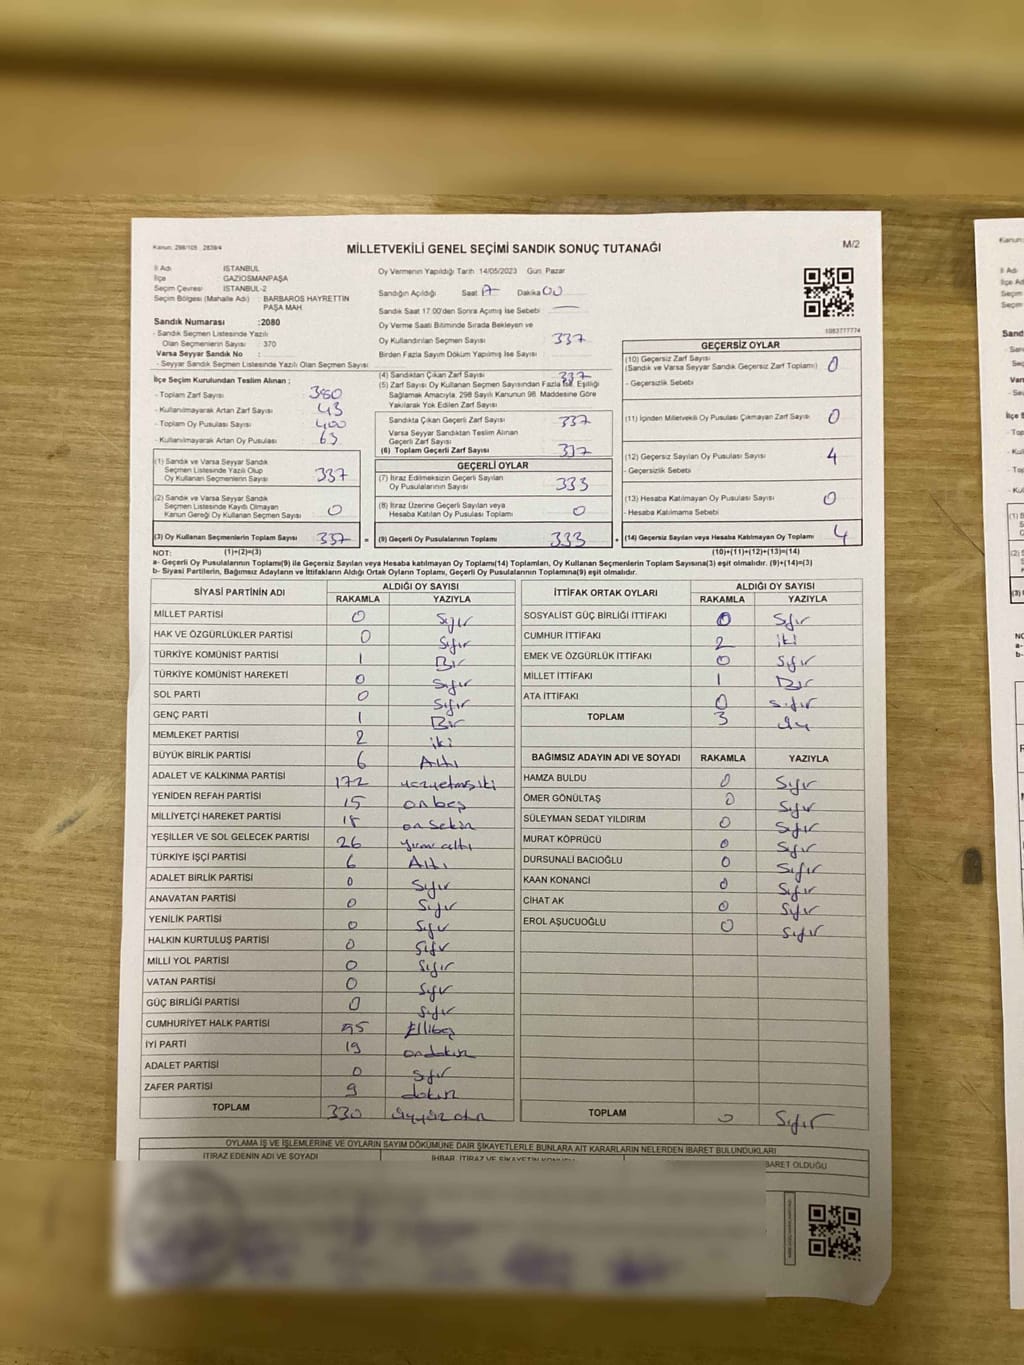 Kanun: 298/105 2839/4
MİLLETVEKİLİ GENEL SEÇİMİ SANDIK SONUÇ TUTANAĞI
M/2
İl Adı İSTANBUL
İlçe : GAZİOSMANPAŞA
Seçim Çevresi : İSTANBUL-2
Seçim Bölgesi (Mahalle Adı) : BARBAROS HAYRETTİN PAŞA MAH.
Oy Vermenin Yapıldığı Tarih 14/05/2023 Gün: Pazar
Sandığın Açıldığı Saat 17 Dakika 00
Sandık Saat 17:00'den Sonra Açımış İse Sebebi
Sandık Numarası :2080
- Sandık Seçmen Listesinde Yazılı
Olan Seçmenlerin Sayısı : 370
Varsa Seyyar Sandık No :
- Seyyar Sandık Seçmen Listesinde Yazılı Olan Seçmen Sayısı
Oy Verme Saati Bitiminde Sırada Bekleyen ve
Oy Kullandırılan Seçmen Sayısı 337
Birden Fazla Sayım Döküm Yapılmış İse Sayısı
1083777774
İlçe Seçim Kurulundan Teslim Alınan ;
- Toplam Zarf Sayısı 380
- Kullanılmayarak Artan Zarf Sayısı 43
- Toplam Oy Pusulası Sayısı 400
- Kullanılmayarak Artan Oy Pusulası 63
(1) Sandık ve Varsa Seyyar Sandık
Seçmen Listesinde Yazılı Olup
Oy Kullanan Seçmenlerin Sayısı 337
(2) Sandık ve Varsa Seyyar Sandık
Seçmen Listesinde Kayıtlı Olmayan
Kanun Gereği Oy Kullanan Seçmen Sayısı 0
(3) Oy Kullanan Seçmenlerin Toplam Sayısı 337 =
(4) Sandıktan Çıkan Zarf Sayısı 337
(5) Zarf Sayısı Oy Kullanan Seçmen Sayısından Fazla İse, Eşitliği
Sağlamak Amacıyla, 298 Sayılı Kanunun 98. Maddesine Göre
Yakılarak Yok Edilen Zarf Sayısı
Sandıkta Çıkan Geçerli Zarf Sayısı 337
Varsa Seyyar Sandıktan Teslim Alınan
Geçerli Zarf Sayısı
(6) Toplam Geçerli Zarf Sayısı 337
GEÇERLİ OYLAR
(7) İtiraz Edilmeksizin Geçerli Sayılan
Oy Pusulalarının Sayısı 333
(8) İtiraz Üzerine Geçerli Sayılan veya
Hesaba Katılan Oy Pusulası Toplamı 0
(9) Geçerli Oy Pusulalarının Toplamı 333 +
GEÇERSİZ OYLAR
(10) Geçersiz Zarf Sayısı
(Sandık ve Varsa Seyyar Sandık Geçersiz Zarf Toplamı) 0
- Geçersizlik Sebebi
(11) İçinden Milletvekili Oy Pusulası Çıkmayan Zarf Sayısı 0
(12) Geçersiz Sayılan Oy Pusulası Sayısı 4
- Geçersizlik Sebebi
(13) Hesaba Katılmayan Oy Pusulası Sayısı 0
- Hesaba Katılmama Sebebi
(14) Geçersiz Sayılan veya Hesaba Katılmayan Oy Toplamı 4
NOT: (1)+(2)=(3) (10)+(11)+(12)+(13)=(14)
a- Geçerli Oy Pusulalarının Toplamı(9) ile Geçersiz Sayılan veya Hesaba katılmayan Oy Toplamı(14) Toplamları, Oy Kullanan Seçmenlerin Toplam Sayısına(3) eşit olmalıdır. (9)+(14)=(3)
b- Siyasi Partilerin, Bağımsız Adayların ve İttifakların Aldığı Ortak Oyların Toplamı, Geçerli Oy Pusulalarının Toplamına(9) eşit olmalıdır.
SİYASİ PARTİNİN ADI ALDIĞI OY SAYISI
RAKAMLA YAZIYLA
MİLLET PARTİSİ 0 Sıfır
HAK VE ÖZGÜRLÜKLER PARTİSİ 0 Sıfır
TÜRKİYE KOMÜNİST PARTİSİ 1 Bir
TÜRKİYE KOMÜNİST HAREKETİ 0 Sıfır
SOL PARTİ 0 Sıfır
GENÇ PARTİ 1 Bir
MEMLEKET PARTİSİ 2 iki
BÜYÜK BİRLİK PARTİSİ 6 Altı
ADALET VE KALKINMA PARTİSİ 172 yüzyetmişiki
YENİDEN REFAH PARTİSİ 15 onbeş
MİLLİYETÇİ HAREKET PARTİSİ 18 onsekiz
YEŞİLLER VE SOL GELECEK PARTİSİ 26 yirmialtı
TÜRKİYE İŞÇİ PARTİSİ 6 Altı
ADALET BİRLİK PARTİSİ 0 Sıfır
ANAVATAN PARTİSİ 0 Sıfır
YENİLİK PARTİSİ 0 Sıfır
HALKIN KURTULUŞ PARTİSİ 0 Sıfır
MİLLİ YOL PARTİSİ 0 Sıfır
VATAN PARTİSİ 0 Sıfır
GÜÇ BİRLİĞİ PARTİSİ 0 Sıfır
CUMHURİYET HALK PARTİSİ 55 Ellibeş
İYİ PARTİ 19 ondokuz
ADALET PARTİSİ 0 Sıfır
ZAFER PARTİSİ 9 dokuz
TOPLAM 330 üçyüzotuz
İTTİFAK ORTAK OYLARI ALDIĞI OY SAYISI
RAKAMLA YAZIYLA
SOSYALİST GÜÇ BİRLİĞİ İTTİFAKI 0 Sıfır
CUMHUR İTTİFAKI 2 iki
EMEK VE ÖZGÜRLÜK İTTİFAKI 0 Sıfır
MİLLET İTTİFAKI 1 Bir
ATA İTTİFAKI 0 Sıfır
TOPLAM 3 üç
BAĞIMSIZ ADAYIN ADI VE SOYADI RAKAMLA YAZIYLA
HAMZA BULDU 0 Sıfır
ÖMER GÖNÜLTAŞ 0 Sıfır
SÜLEYMAN SEDAT YILDIRIM 0 Sıfır
MURAT KÖPRÜCÜ 0 Sıfır
DURSUNALİ BACIOĞLU 0 Sıfır
KAAN KONANCİ 0 Sıfır
CİHAT AK 0 Sıfır
EROL AŞUCUOĞLU 0 Sıfır
TOPLAM 0 Sıfır
OYLAMA İŞ VE İŞLEMLERİNE VE OYLARIN SAYIM DÖKÜMÜNE DAİR ŞİKAYETLERLE BUNLARA AİT KARARLARIN NELERDEN İBARET BULUNDUKLARI
İTİRAZ EDENİN ADI VE SOYADI
İHBAR, İTİRAZ VE ŞİKAYETİN KONUSU
BARET OLDUĞU